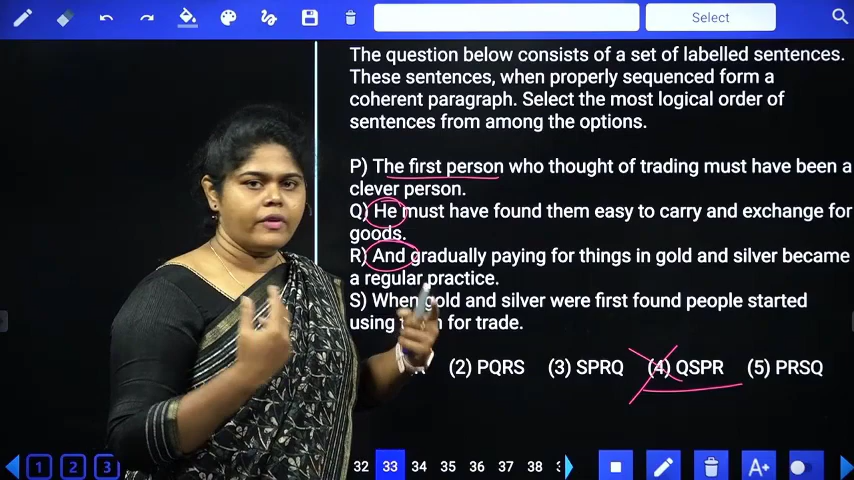 Select
The question below consists of a set of labelled sentences.
These sentences, when properly sequenced form a
coherent paragraph. Select the most logical order of
sentences from among the options.
P) The first person who thought of trading must have been a
clever person.
Q) He must have found them easy to carry and exchange for
goods.
R) And gradually paying for things in gold and silver became
a regular practice.
S) When gold and silver were first found people started
using for trade.
(2) PQRS (3) SPRQ (4) QSPR (5) PRSQ
1 2 3 32 33 34 35 36 37 38 A+